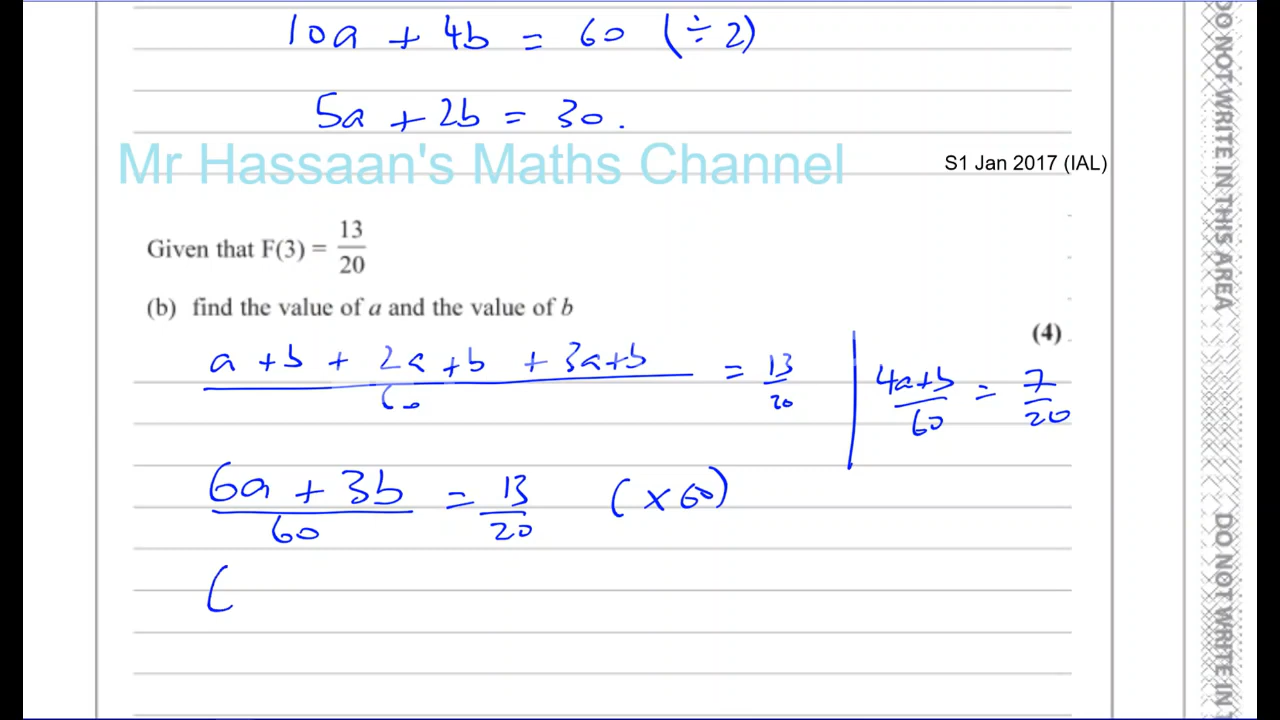 10a + 4b = 60 (÷2)
5a + 2b = 30.
Mr Hassaan's Maths Channel
S1 Jan 2017 (IAL)
Given that F(3) = 13/20
(b) find the value of a and the value of b
(4)
(a + b + 2a + b + 3a + b)/60 = 13/20 | (4a+b)/60 = 7/20
(6a + 3b)/60 = 13/20 (×60)
(
DO NOT WRITE IN THIS AREA
DO NOT WRITE IN